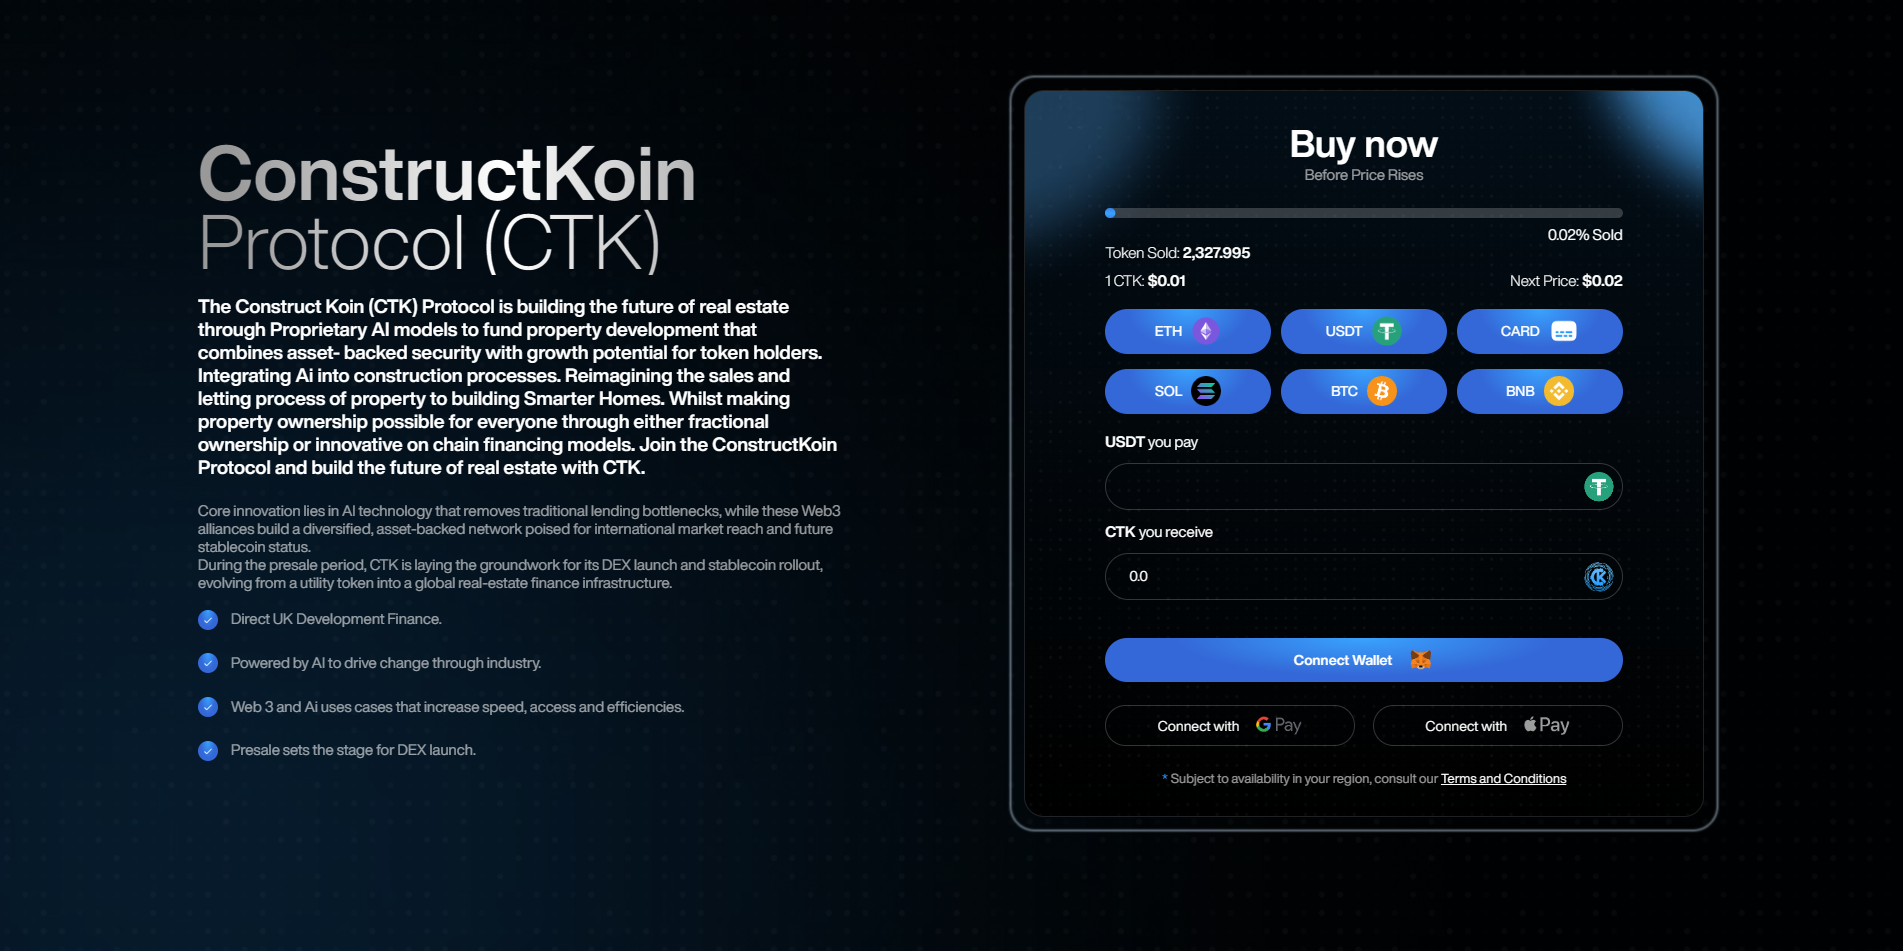 ConstructKoin
Protocol (CTK)
The Construct Koin (CTK) Protocol is building the future of real estate
through Proprietary AI models to fund property development that
combines asset- backed security with growth potential for token holders.
Integrating Ai into construction processes. Reimagining the sales and
letting process of property to building Smarter Homes. Whilst making
property ownership possible for everyone through either fractional
ownership or innovative on chain financing models. Join the ConstructKoin
Protocol and build the future of real estate with CTK.
Core innovation lies in AI technology that removes traditional lending bottlenecks, while these Web3
alliances build a diversified, asset-backed network poised for international market reach and future
stablecoin status.
During the presale period, CTK is laying the groundwork for its DEX launch and stablecoin rollout,
evolving from a utility token into a global real-estate finance infrastructure.
Direct UK Development Finance.
Powered by AI to drive change through industry.
Web 3 and Ai uses cases that increase speed, access and efficiencies.
Presale sets the stage for DEX launch.
Buy now
Before Price Rises
0.02% Sold
Token Sold: 2,327.995
1 CTK: $0.01 Next Price: $0.02
ETH USDT CARD
SOL BTC BNB
USDT you pay
CTK you receive
0.0
Connect Wallet
Connect with G Pay Connect with Pay
* Subject to availability in your region, consult our Terms and Conditions